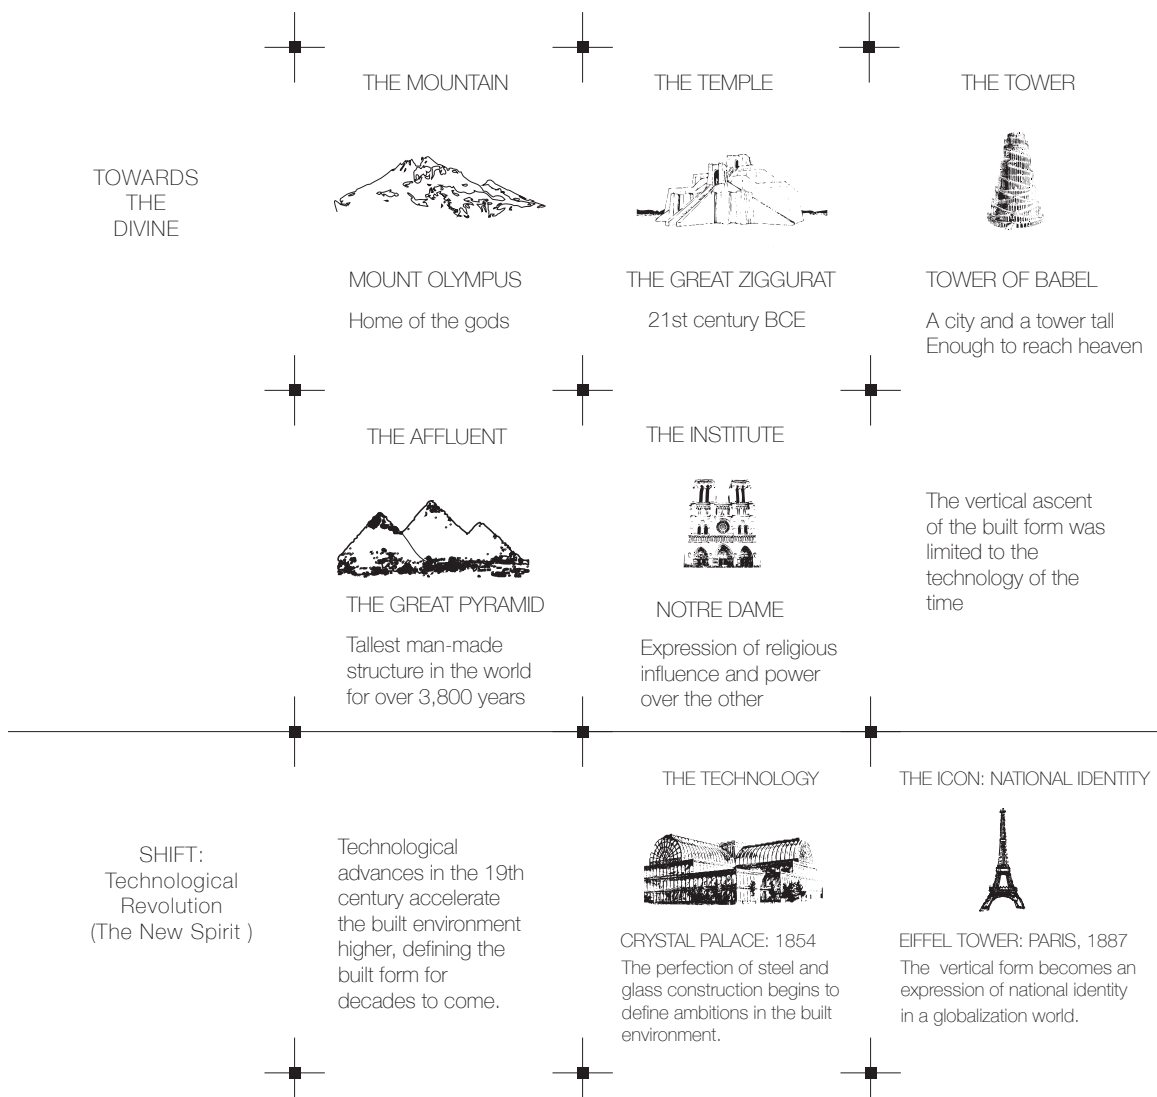 THE MOUNTAIN
THE TEMPLE
THE TOWER
TOWARDS
THE
DIVINE
MOUNT OLYMPUS
Home of the gods
THE GREAT ZIGGURAT
21st century BCE
TOWER OF BABEL
A city and a tower tall
Enough to reach heaven
THE AFFLUENT
THE GREAT PYRAMID
Tallest man-made
structure in the world
for over 3,800 years
THE INSTITUTE
NOTRE DAME
Expression of religious
influence and power
over the other
The vertical ascent
of the built form was
limited to the
technology of the
time
SHIFT:
Technological
Revolution
(The New Spirit )
Technological
advances in the 19th
century accelerate
the built environment
higher, defining the
built form for
decades to come.
THE TECHNOLOGY
CRYSTAL PALACE: 1854
The perfection of steel and
glass construction begins to
define ambitions in the built
environment.
THE ICON: NATIONAL IDENTITY
EIFFEL TOWER: PARIS, 1887
The  vertical form becomes an
expression of national identity
in a globalization world.